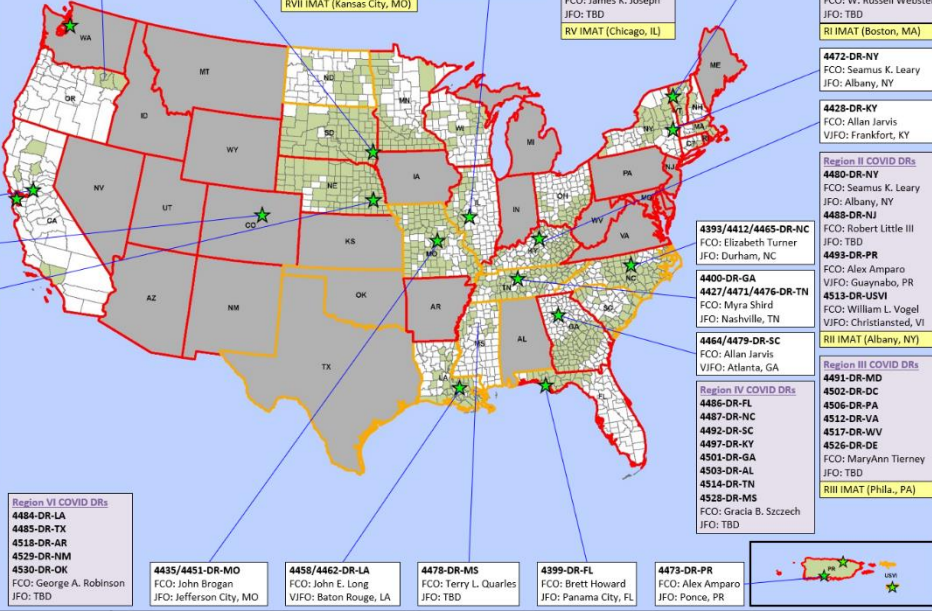 RVII IMAT (Kansas City, MO)
FCO: James K. Joseph
JFO: TBD
RV IMAT (Chicago, IL)
FCO: W. Russell Webster
JFO: TBD
RI IMAT (Boston, MA)
4472-DR-NY
FCO: Seamus K. Leary
JFO: Albany, NY
4428-DR-KY
FCO: Allan Jarvis
VJFO: Frankfort, KY
Region II COVID DRs
4480-DR-NY
FCO: Seamus K. Leary
JFO: Albany, NY
4488-DR-NJ
FCO: Robert Little III
JFO: TBD
4493-DR-PR
FCO: Alex Amparo
VJFO: Guaynabo, PR
4513-DR-USVI
FCO: William L. Vogel
VJFO: Christiansted, VI
RII IMAT (Albany, NY)
4393/4412/4465-DR-NC
FCO: Elizabeth Turner
JFO: Durham, NC
4400-DR-GA
4427/4471/4476-DR-TN
FCO: Myra Shird
JFO: Nashville, TN
4464/4479-DR-SC
FCO: Allan Jarvis
VJFO: Atlanta, GA
Region IV COVID DRs
4486-DR-FL
4487-DR-NC
4492-DR-SC
4497-DR-KY
4501-DR-GA
4503-DR-AL
4514-DR-TN
4528-DR-MS
FCO: Gracia B. Szczech
JFO: TBD
Region III COVID DRs
4491-DR-MD
4502-DR-DC
4506-DR-PA
4512-DR-VA
4517-DR-WV
4526-DR-DE
FCO: MaryAnn Tierney
JFO: TBD
RIII IMAT (Phila., PA)
Region VI COVID DRs
4484-DR-LA
4485-DR-TX
4518-DR-AR
4529-DR-NM
4530-DR-OK
FCO: George A. Robinson
JFO: TBD
4435/4451-DR-MO
FCO: John Brogan
JFO: Jefferson City, MO
4458/4462-DR-LA
FCO: John E. Long
VJFO: Baton Rouge, LA
4478-DR-MS
FCO: Terry L. Quarles
JFO: TBD
4399-DR-FL
FCO: Brett Howard
JFO: Panama City, FL
4473-DR-PR
FCO: Alex Amparo
JFO: Ponce, PR
WA
MT
ND
MN
ME
OR
ID
SD
WI
VT
NH
NY
MA
CT
WY
MI
IA
NE
PA
NJ
NV
UT
CO
IL
IN
OH
WV
MD
VA
CA
KS
MO
KY
NC
TN
AZ
NM
OK
AR
SC
TX
MS
AL
GA
LA
FL
PR
USVI